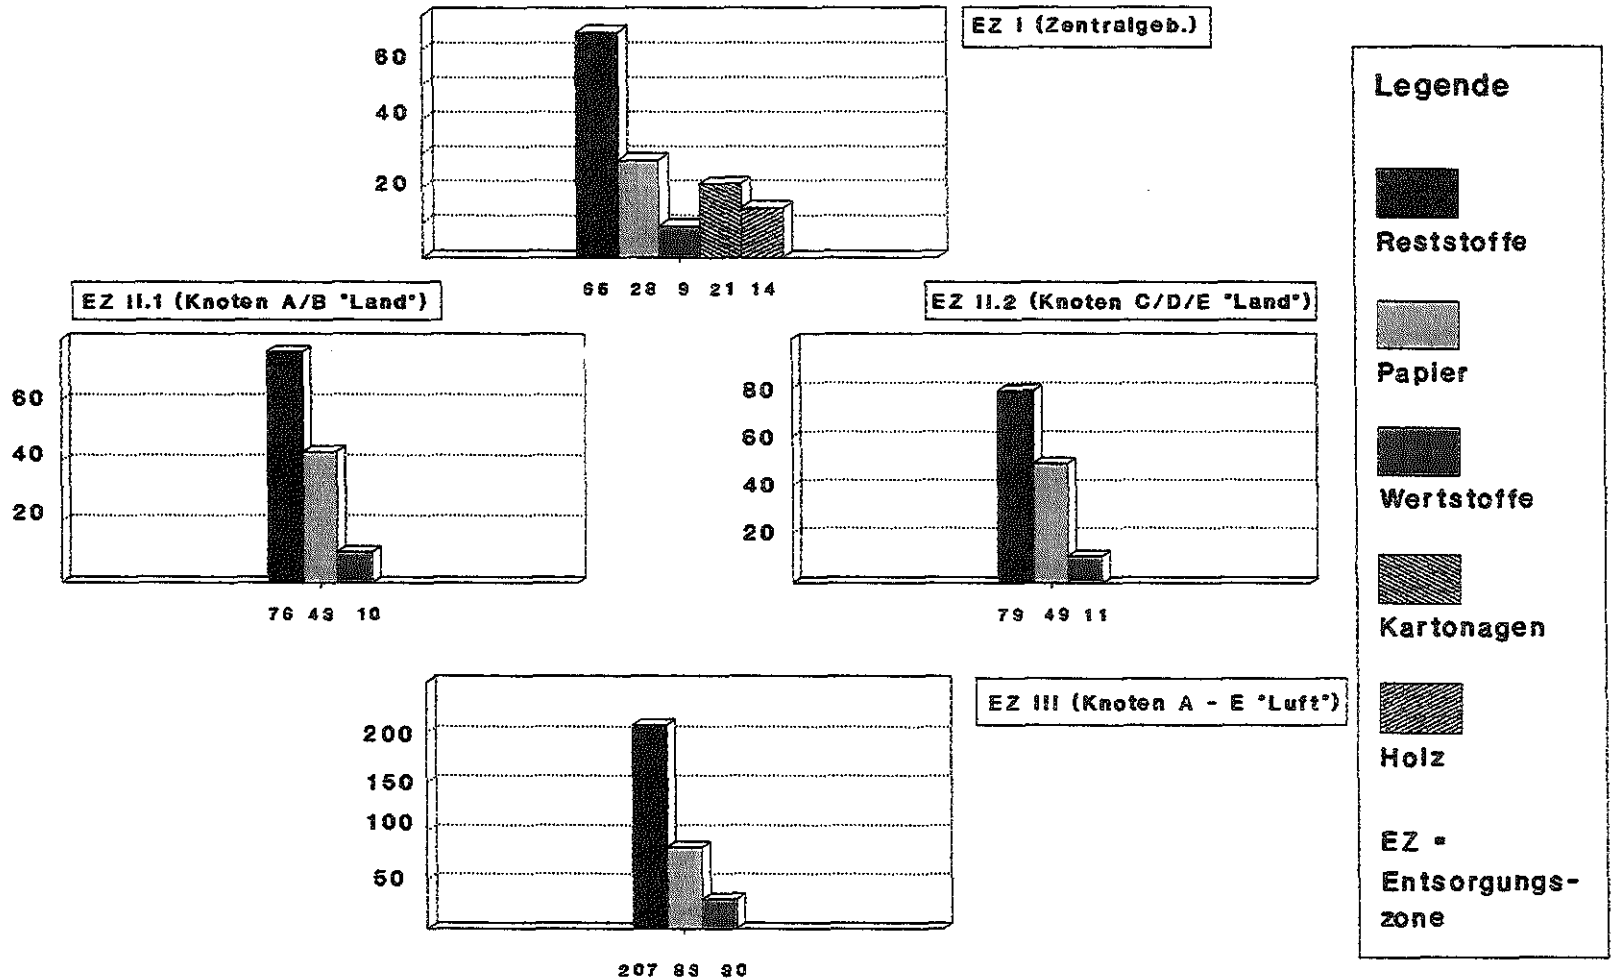 EZ I (Zentralgeb.)
60
40
20
66 28 9 21 14
EZ II.1 (Knoten A/B "Land")
60
40
20
76 43 10
EZ II.2 (Knoten C/D/E "Land")
80
60
40
20
79 49 11
EZ III (Knoten A - E "Luft")
200
150
100
50
207 83 30
Legende
Reststoffe
Papier
Wertstoffe
Kartonagen
Holz
EZ =
Entsorgungs-
zone